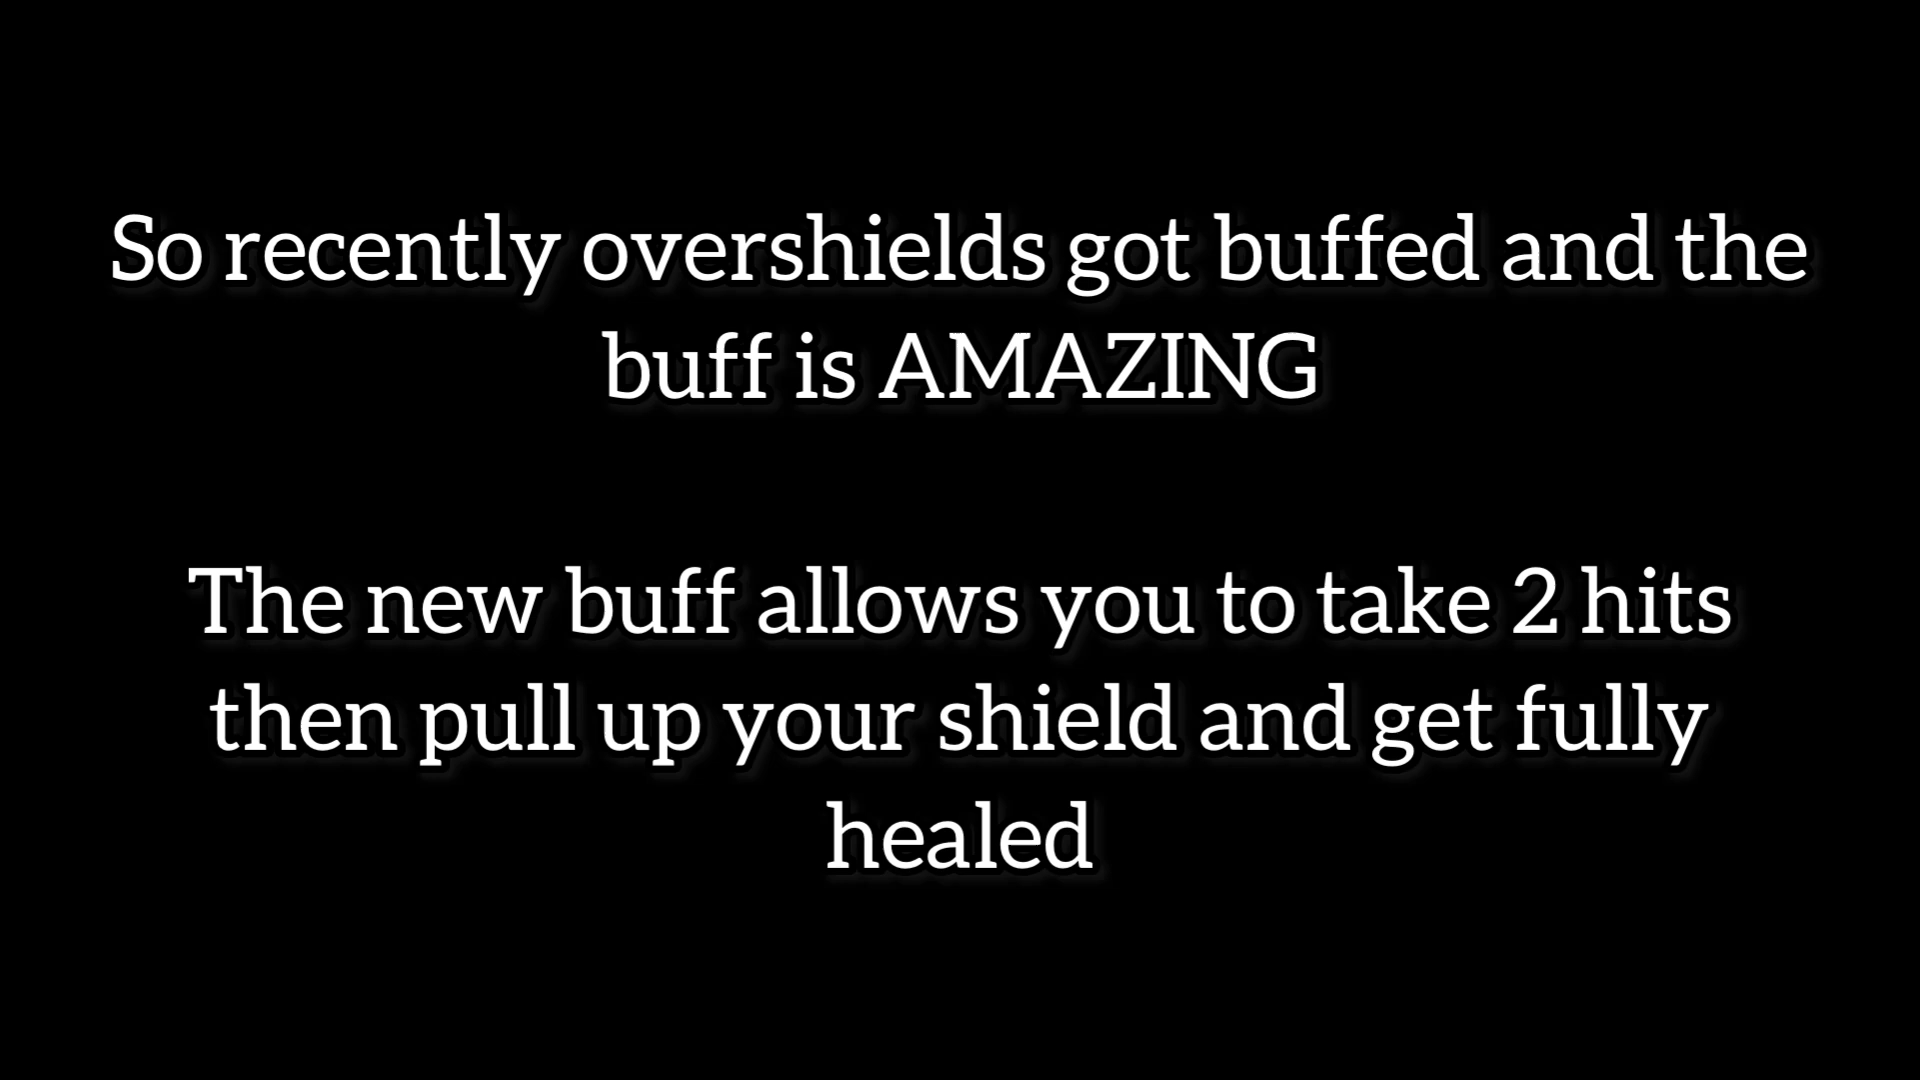 So recently overshields got buffed and the
buff is AMAZING
The new buff allows you to take 2 hits
then pull up your shield and get fully
healed